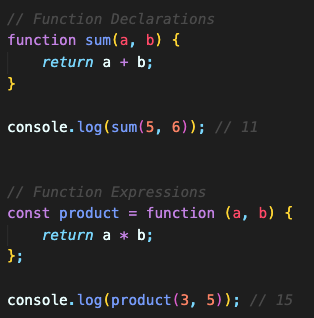 // Function Declarations
function sum(a, b) {
    return a + b;
}

console.log(sum(5, 6)); // 11


// Function Expressions
const product = function (a, b) {
    return a * b;
};

console.log(product(3, 5)); // 15